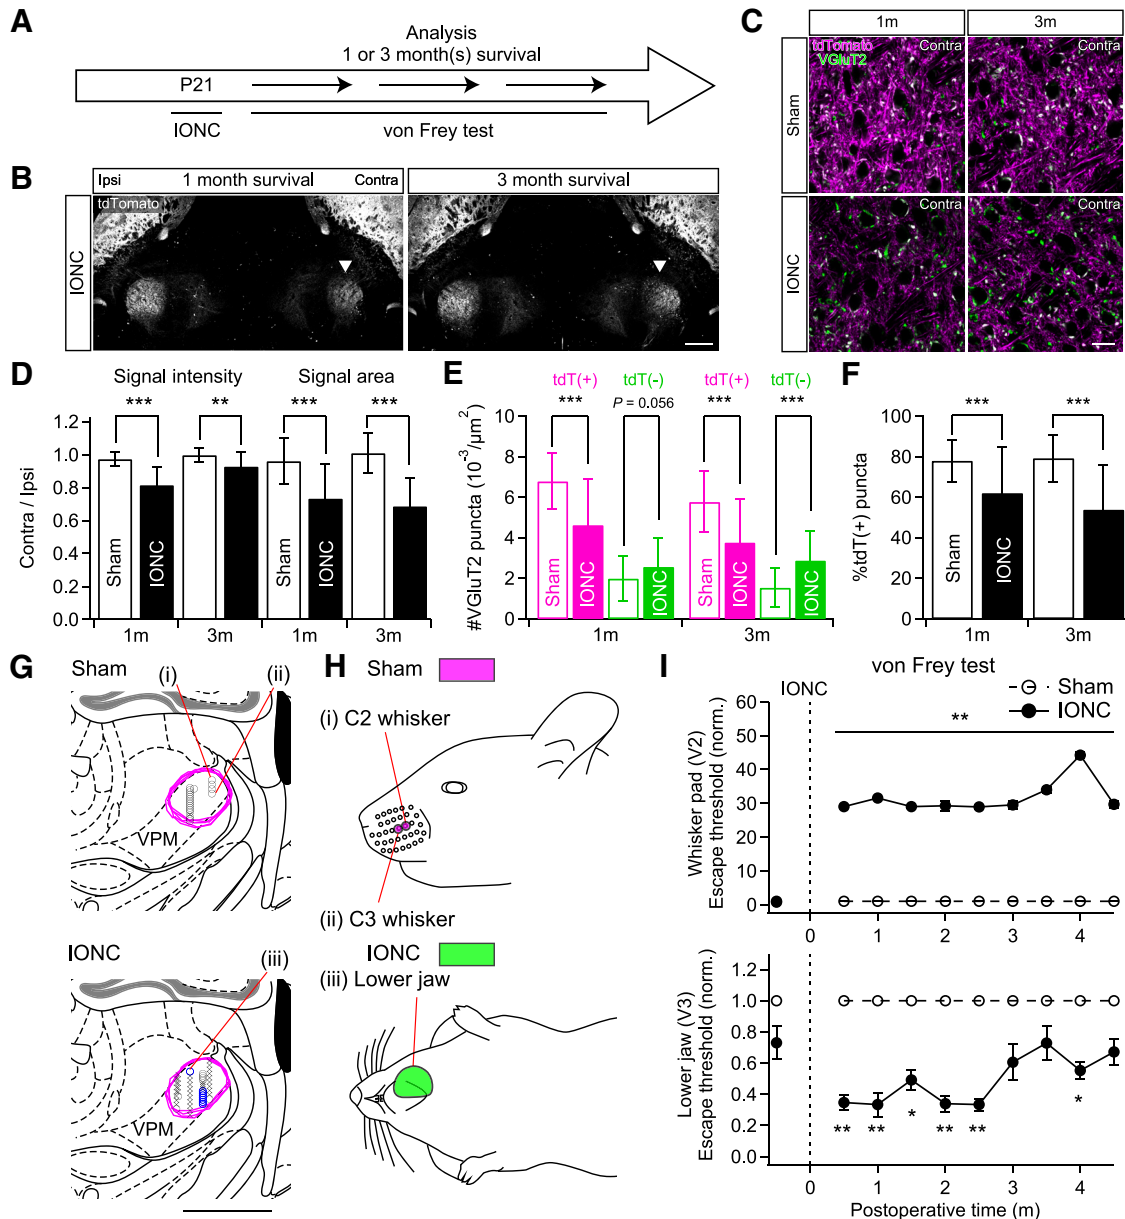 A
Analysis
1 or 3 month(s) survival
P21
IONC
von Frey test
B
Ipsi 1 month survival Contra
3 month survival
IONC
tdTomato
C
1m
3m
Sham
tdTomato
VGluT2
Contra
Contra
IONC
Contra
Contra
D
Signal intensity
Signal area
*** ** *** ***
Contra / Ipsi
1.2
1.0
0.8
0.6
0.4
0.2
0.0
Sham
IONC
1m 3m 1m 3m
E
tdT(+) tdT(-) tdT(+) tdT(-)
*** P = 0.056 *** ***
#VGluT2 puncta (10⁻³/μm²)
10
8
6
4
2
0
Sham
IONC
IONC
Sham
IONC
IONC
1m 3m
F
*** ***
%tdT(+) puncta
100
80
60
40
20
0
Sham
IONC
1m 3m
G
Sham
(i)
(ii)
VPM
IONC
(iii)
VPM
H
Sham
(i) C2 whisker
(ii) C3 whisker
IONC
(iii) Lower jaw
I
von Frey test
IONC
Sham
IONC
**
Whisker pad (V2)
Escape threshold (norm.)
60
50
40
30
20
10
0
0 1 2 3 4
Lower jaw (V3)
Escape threshold (norm.)
1.2
1.0
0.8
0.6
0.4
0.2
0.0
** ** * ** ** *
0 1 2 3 4
Postoperative time (m)